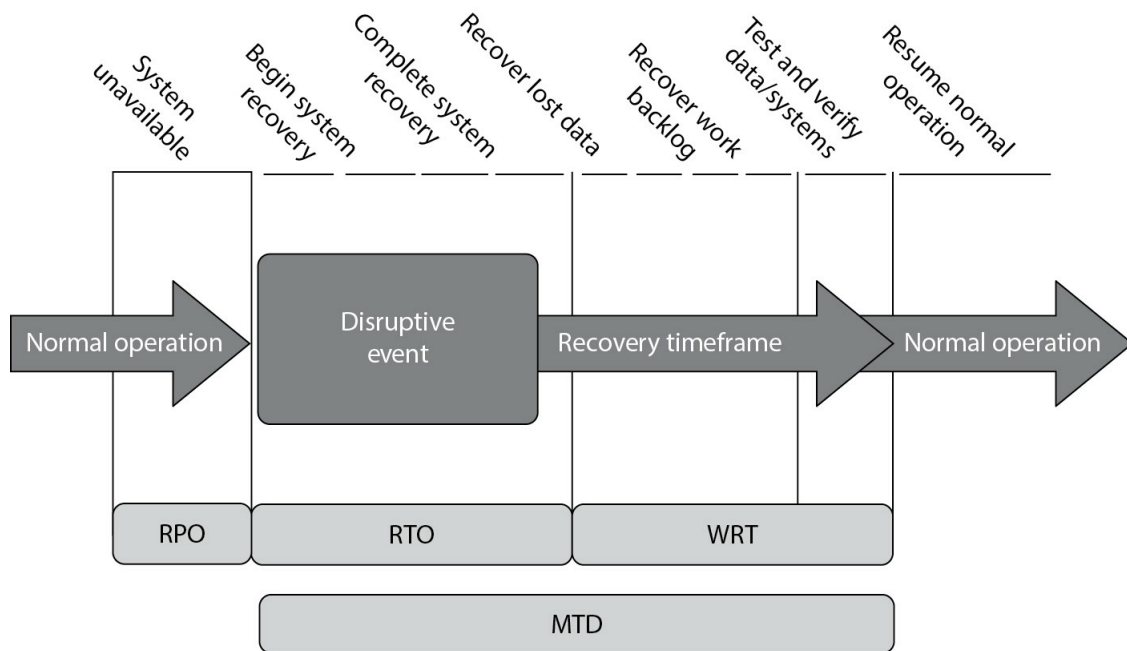 System
unavailable
Begin system
recovery
Complete system
recovery
Recover lost data
Recover work
backlog
Test and verify
data/systems
Resume normal
operation
Normal operation
Disruptive
event
Recovery timeframe
Normal operation
RPO
RTO
WRT
MTD